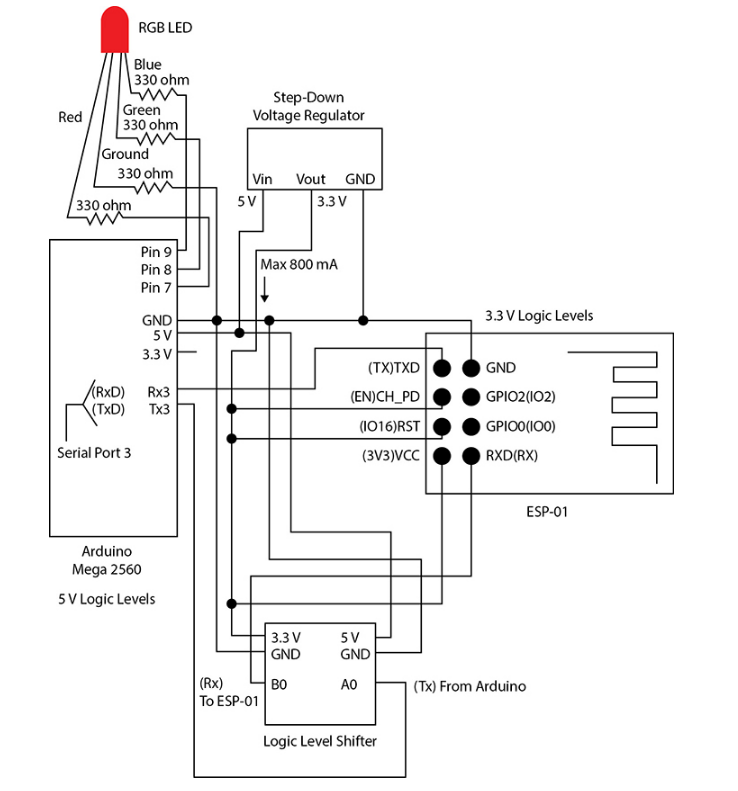 RGB LED
Blue
330 ohm
Red
Green
330 ohm
Ground
330 ohm
330 ohm
Step-Down
Voltage Regulator
Vin
Vout
GND
5 V
3.3 V
Max 800 mA
Pin 9
Pin 8
Pin 7
GND
5 V
3.3 V
(RxD)
Rx3
(TxD)
Tx3
Serial Port 3
Arduino
Mega 2560
5 V Logic Levels
3.3 V Logic Levels
(TX)TXD
GND
(EN)CH_PD
GPIO2(IO2)
(IO16)RST
GPIO0(IO0)
(3V3)VCC
RXD(RX)
ESP-01
3.3 V
5 V
GND
GND
B0
A0
(Rx)
To ESP-01
(Tx) From Arduino
Logic Level Shifter